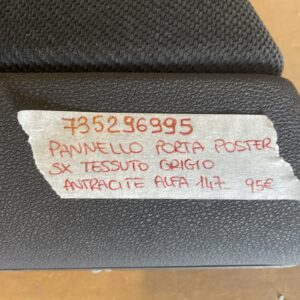 735296995
PANNELLO PORTA POSTER
SX TESSUTO GRIGIO
ANTRACITE ALFA 147 95€